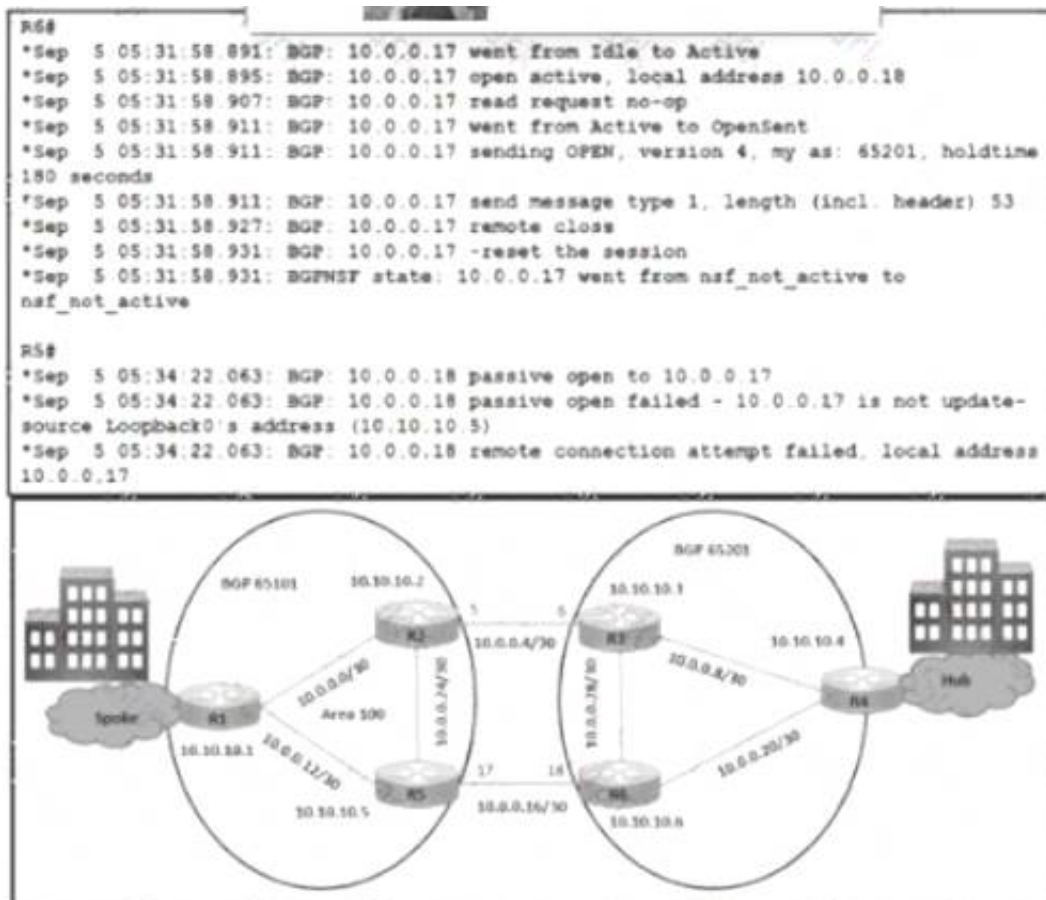 R6#
*Sep 5 05:31:58.891: BGP: 10.0.0.17 went from Idle to Active
*Sep 5 05:31:58.895: BGP: 10.0.0.17 open active, local address 10.0.0.18
*Sep 5 05:31:58.907: BGP: 10.0.0.17 read request no-op
*Sep 5 05:31:58.911: BGP: 10.0.0.17 went from Active to OpenSent
*Sep 5 05:31:58.911: BGP: 10.0.0.17 sending OPEN, version 4, my as: 65201, holdtime
180 seconds
*Sep 5 05:31:58.911: BGP: 10.0.0.17 send message type 1, length (incl. header) 53
*Sep 5 05:31:58.927: BGP: 10.0.0.17 remote close
*Sep 5 05:31:58.931: BGP: 10.0.0.17 -reset the session
*Sep 5 05:31:58.931: BGPNSF state: 10.0.0.17 went from nsf_not_active to
nsf_not_active
R5#
*Sep 5 05:34:22.063: BGP: 10.0.0.18 passive open to 10.0.0.17
*Sep 5 05:34:22.063: BGP: 10.0.0.18 passive open failed - 10.0.0.17 is not update-
source Loopback0's address (10.10.10.5)
*Sep 5 05:34:22.063: BGP: 10.0.0.18 remote connection attempt failed, local address
10.0.0.17
BGP 65101
BGP 65201
10.10.10.2
10.10.10.3
R2
5
6
R3
10.0.0.4/30
10.10.10.4
10.0.0.0/30
10.0.0.24/30
10.0.0.28/30
10.0.0.8/30
Spoke
R1
Area 100
R4
Hub
10.10.10.1
10.0.0.12/30
10.0.0.20/30
17
18
R5
R6
10.10.10.5
10.0.0.16/30
10.10.10.6